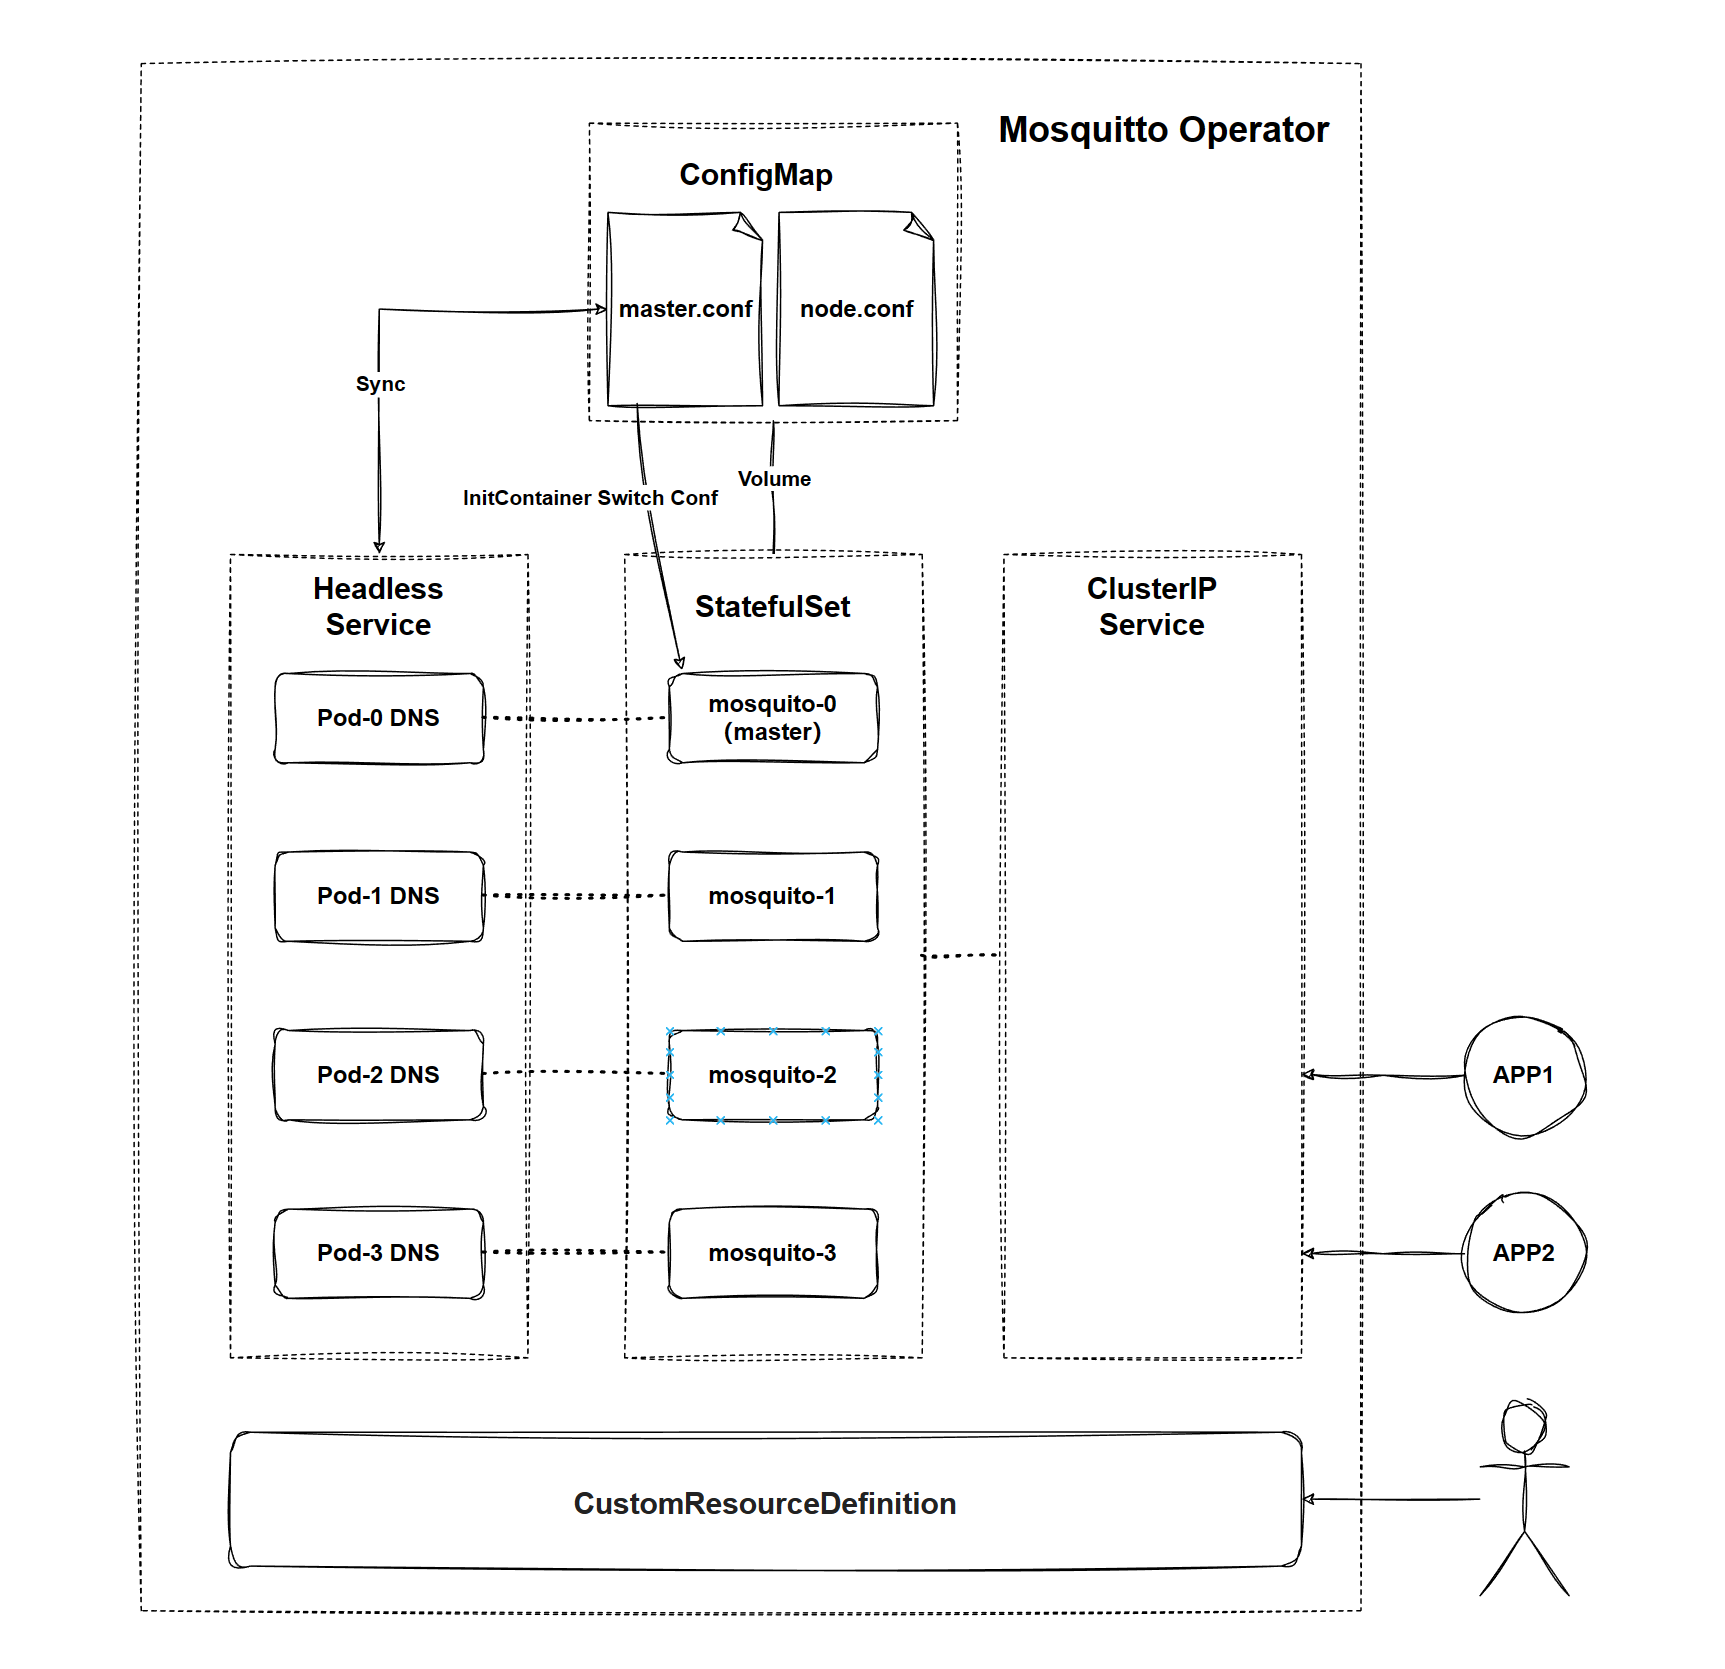 Mosquitto Operator
ConfigMap
master.conf
node.conf
Sync
Volume
InitContainer Switch Conf
Headless
Service
StatefulSet
ClusterIP
Service
Pod-0 DNS
mosquito-0
(master)
Pod-1 DNS
mosquito-1
Pod-2 DNS
mosquito-2
APP1
Pod-3 DNS
mosquito-3
APP2
CustomResourceDefinition